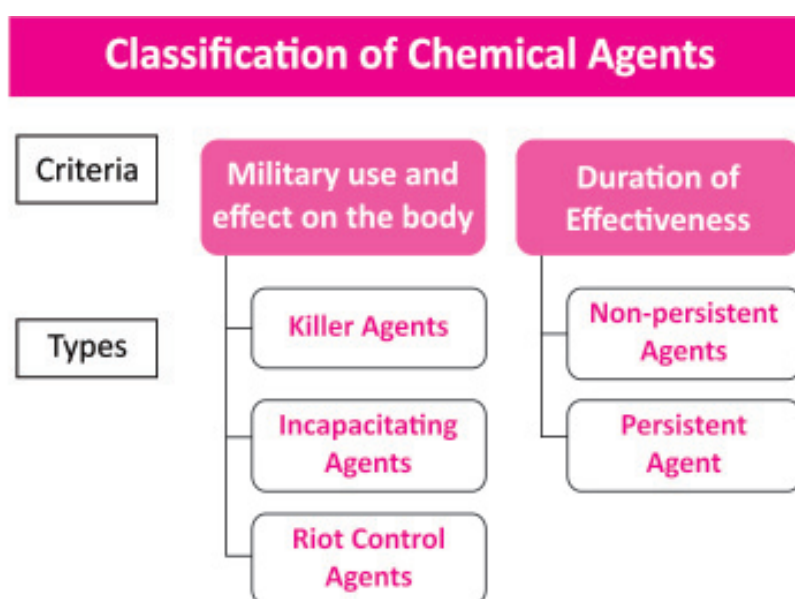 Classification of Chemical Agents
Criteria
Military use and
effect on the body
Duration of
Effectiveness
Types
Killer Agents
Incapacitating
Agents
Riot Control
Agents
Non-persistent
Agents
Persistent
Agent